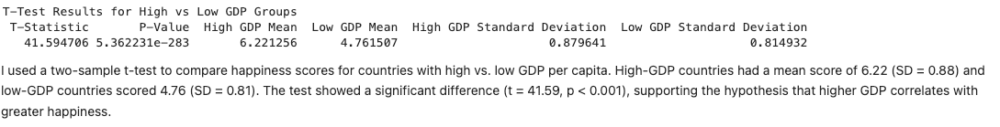 T-Test Results for High vs Low GDP Groups
T-Statistic P-Value High GDP Mean Low GDP Mean High GDP Standard Deviation Low GDP Standard Deviation
41.594706 5.362231e-283 6.221256 4.761507 0.879641 0.814932
I used a two-sample t-test to compare happiness scores for countries with high vs. low GDP per capita. High-GDP countries had a mean score of 6.22 (SD = 0.88) and
low-GDP countries scored 4.76 (SD = 0.81). The test showed a significant difference (t = 41.59, p < 0.001), supporting the hypothesis that higher GDP correlates with
greater happiness.